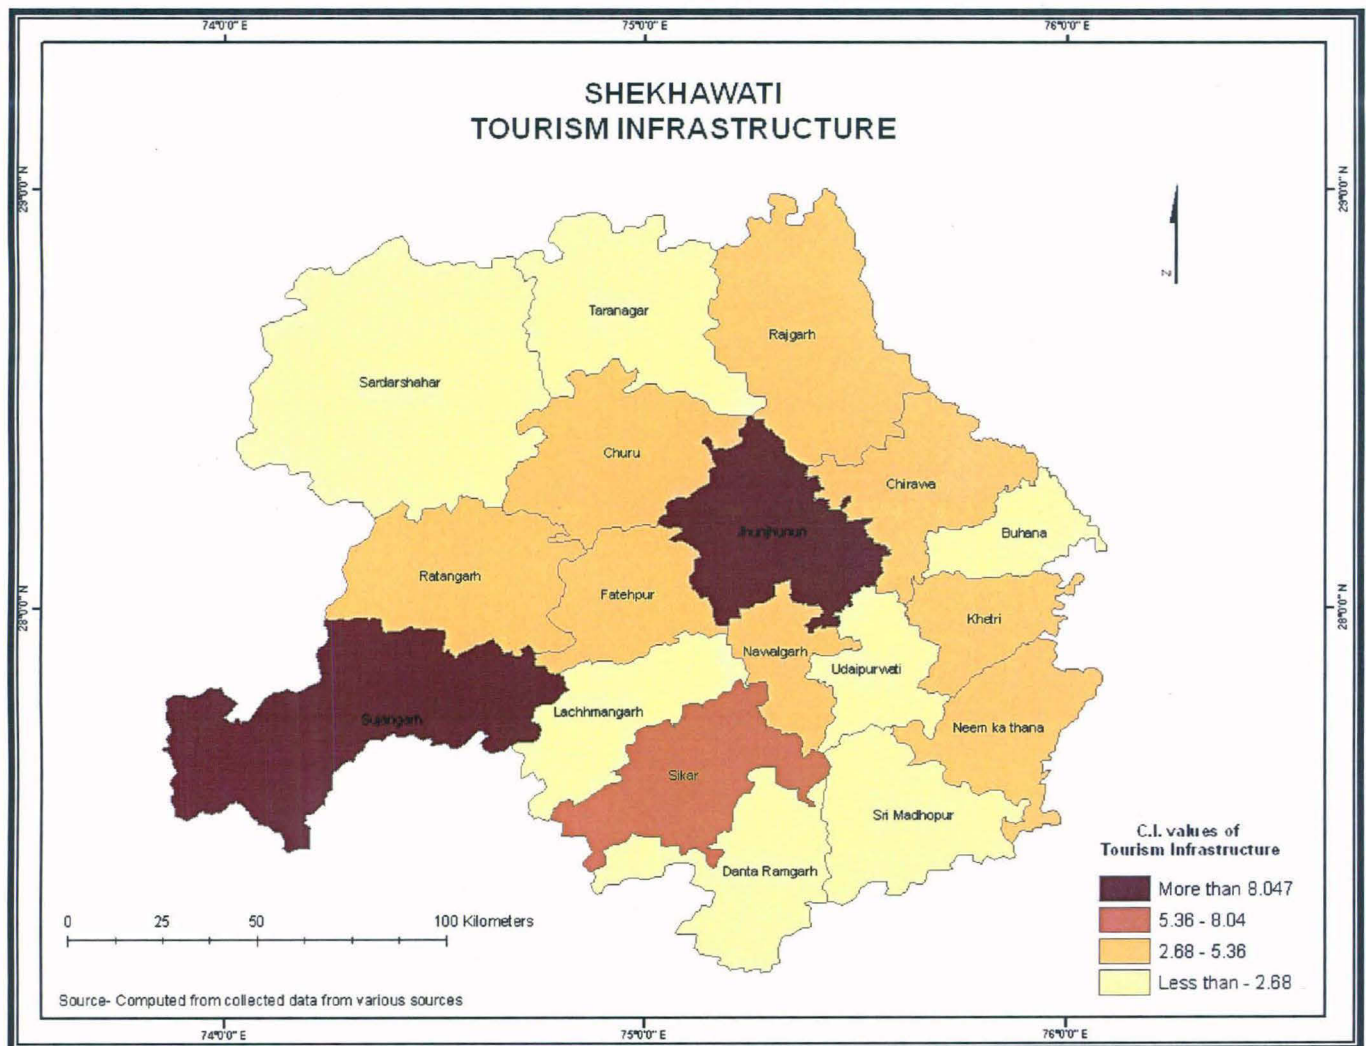 74°0'0" E 75°0'0" E 76°0'0" E
SHEKHAWATI
TOURISM INFRASTRUCTURE
29°0'0" N 29°0'0" N
Z
Taranagar
Rajgarh
Sardarshahar
Churu
Chirawa
Jhunjhunun
Buhana
Ratangarh
Fatehpur
28°0'0" N 28°0'0" N
Khetri
Nawalgarh
Udaipurwati
Lachhmangarh
Sujangarh
Neem ka thana
Sikar
Sri Madhopur
Danta Ramgarh
C.I. values of
Tourism Infrastructure
More than 8.047
5.36 - 8.04
2.68 - 5.36
Less than - 2.68
0 25 50 100 Kilometers
Source- Computed from collected data from various sources
74°0'0" E 75°0'0" E 76°0'0" E